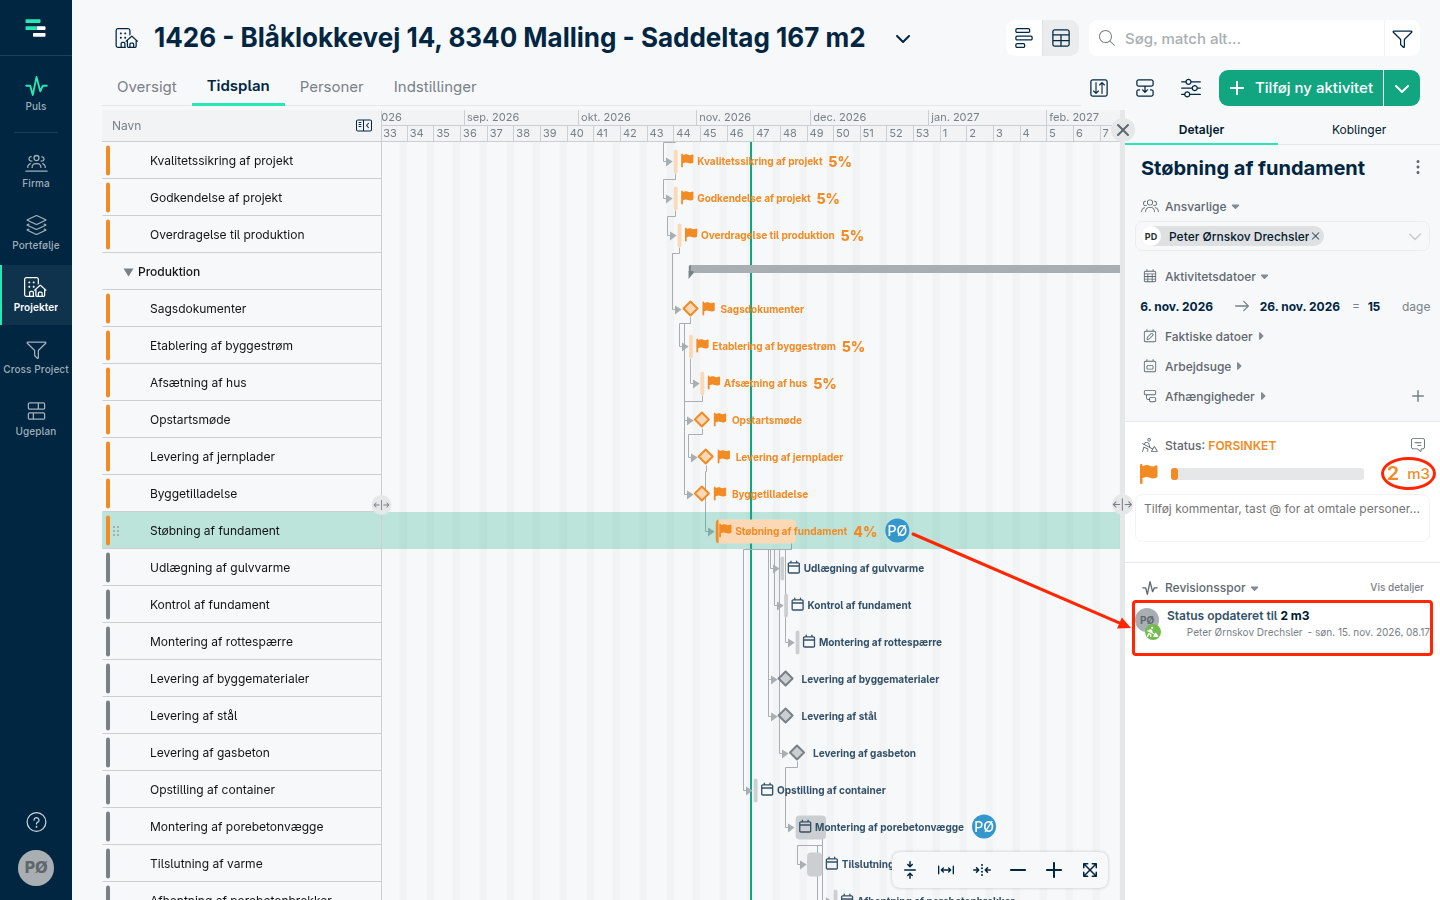 1426 - Blåklokkevej 14, 8340 Malling - Saddeltag 167 m2
Søg, match alt...
Puls
Firma
Portefølje
Projekter
Cross Project
Ugeplan
PØ
Oversigt
Tidsplan
Personer
Indstillinger
Tilføj ny aktivitet
Navn
026
sep. 2026
okt. 2026
nov. 2026
dec. 2026
jan. 2027
feb. 2027
33 34 35 36 37 38 39 40 41 42 43 44 45 46 47 48 49 50 51 52 53 1 2 3 4 5 6 7
Kvalitetssikring af projekt
Kvalitetssikring af projekt 5%
Godkendelse af projekt
Godkendelse af projekt 5%
Overdragelse til produktion
Overdragelse til produktion 5%
Produktion
Sagsdokumenter
Sagsdokumenter
Etablering af byggestrøm
Etablering af byggestrøm 5%
Afsætning af hus
Afsætning af hus 5%
Opstartsmøde
Opstartsmøde
Levering af jernplader
Levering af jernplader
Byggetilladelse
Byggetilladelse
Støbning af fundament
Støbning af fundament 4% PØ
Udlægning af gulvvarme
Udlægning af gulvvarme
Kontrol af fundament
Kontrol af fundament
Montering af rottespærre
Montering af rottespærre
Levering af byggematerialer
Levering af byggematerialer
Levering af stål
Levering af stål
Levering af gasbeton
Levering af gasbeton
Opstilling af container
Opstilling af container
Montering af porebetonvægge
Montering af porebetonvægge PØ
Tilslutning af varme
Tilslutning
Afhentning af porebetonbrokker
Afhentning af porebetonbrokker
Detaljer
Koblinger
Støbning af fundament
Ansvarlige
PD Peter Ørnskov Drechsler
Aktivitetsdatoer
6. nov. 2026 → 26. nov. 2026 = 15 dage
Faktiske datoer
Arbejdsuge
Afhængigheder
Status: FORSINKET
2 m3
Tilføj kommentar, tast @ for at omtale personer...
Revisionsspor
Vis detaljer
PØ
Status opdateret til 2 m3
Peter Ørnskov Drechsler - søn. 15. nov. 2026, 08.17